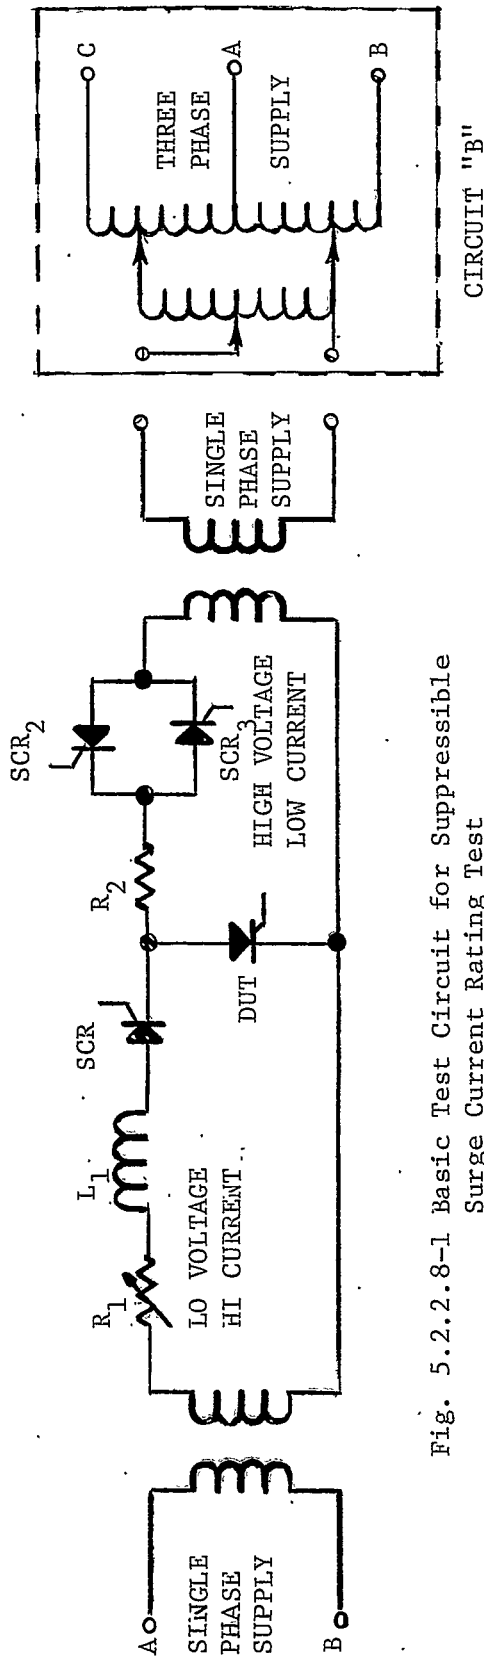 A
SINGLE
PHASE
SUPPLY
B
R1
L1
SCR
LO VOLTAGE
HI CURRENT
DUT
R2
SCR2
SCR3
HIGH VOLTAGE
LOW CURRENT
SINGLE
PHASE
SUPPLY
C
THREE
PHASE
A
SUPPLY
B
CIRCUIT "B"
Fig. 5.2.2.8-1 Basic Test Circuit for Suppressible
Surge Current Rating Test